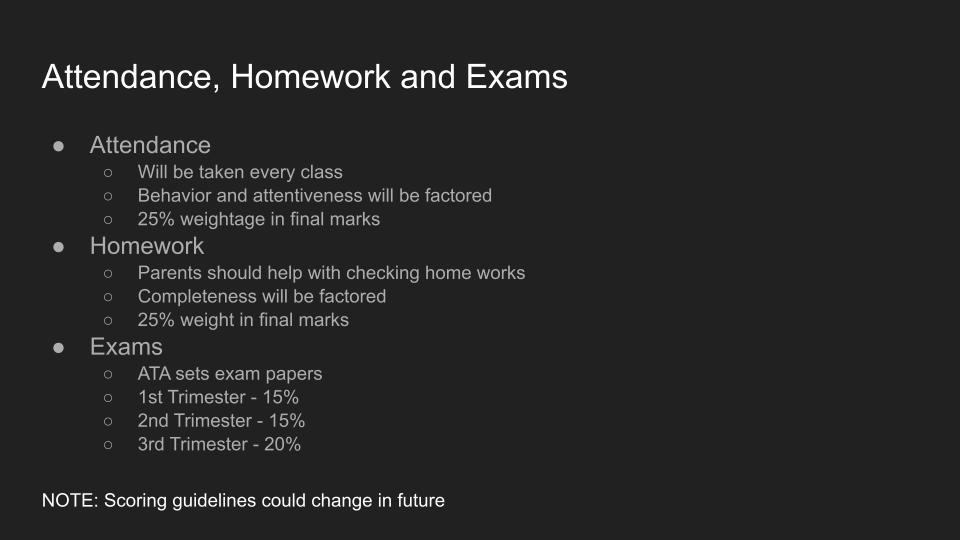 Attendance, Homework and Exams
● Attendance
○ Will be taken every class
○ Behavior and attentiveness will be factored
○ 25% weightage in final marks
● Homework
○ Parents should help with checking home works
○ Completeness will be factored
○ 25% weight in final marks
● Exams
○ ATA sets exam papers
○ 1st Trimester - 15%
○ 2nd Trimester - 15%
○ 3rd Trimester - 20%
NOTE: Scoring guidelines could change in future